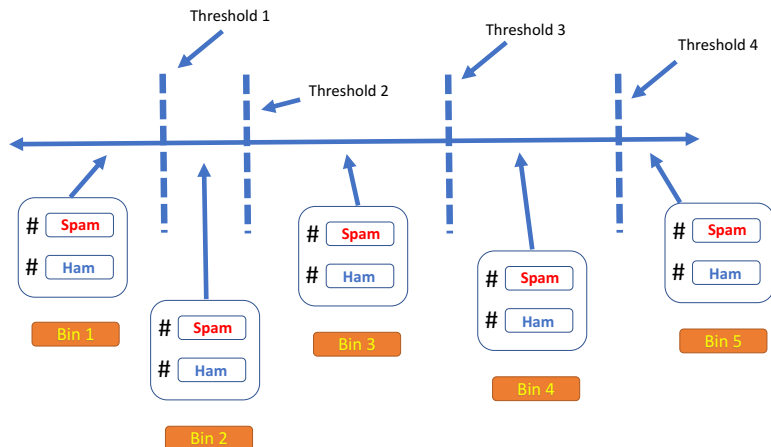 Threshold 1
Threshold 2
Threshold 3
Threshold 4
# Spam
# Ham
Bin 1
# Spam
# Ham
Bin 2
# Spam
# Ham
Bin 3
# Spam
# Ham
Bin 4
# Spam
# Ham
Bin 5